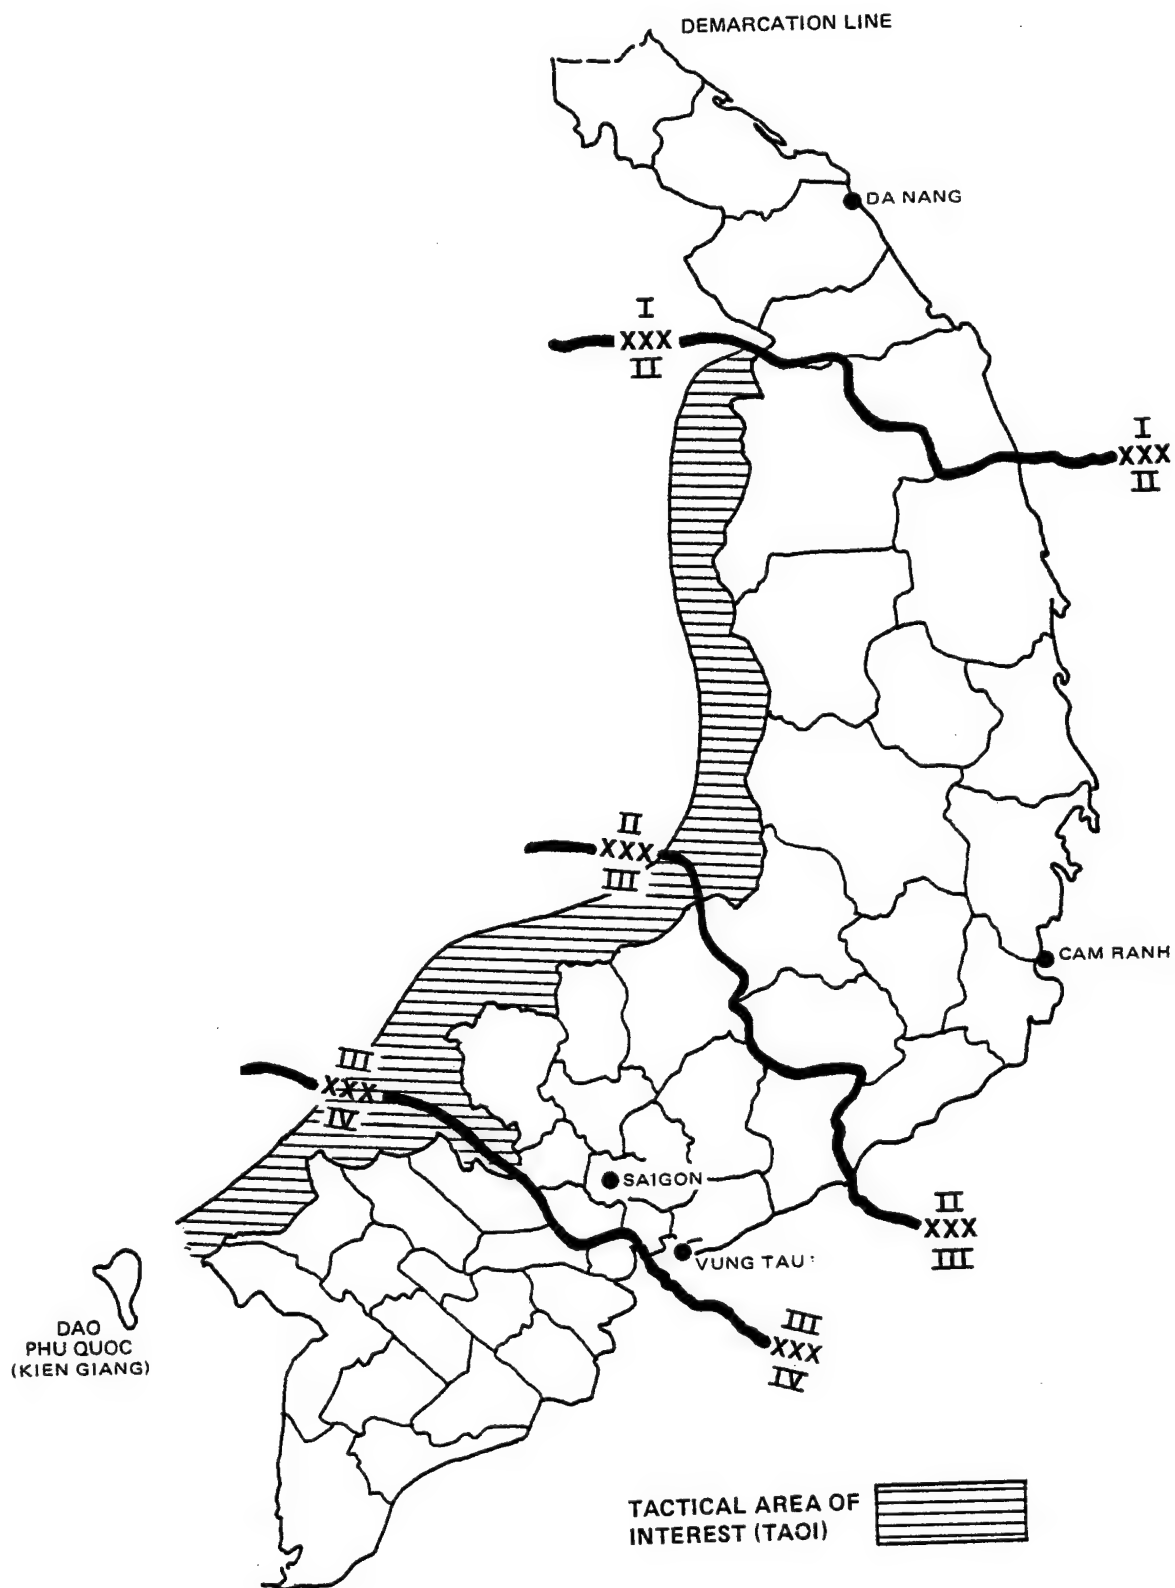 DEMARCATION LINE
DA NANG
I
XXX
II
I
XXX
II
II
XXX
III
CAM RANH
III
XXX
IV
SAIGON
II
XXX
III
VUNG TAU
DAO
PHU QUOC
(KIEN GIANG)
III
XXX
IV
TACTICAL AREA OF
INTEREST (TAOI)